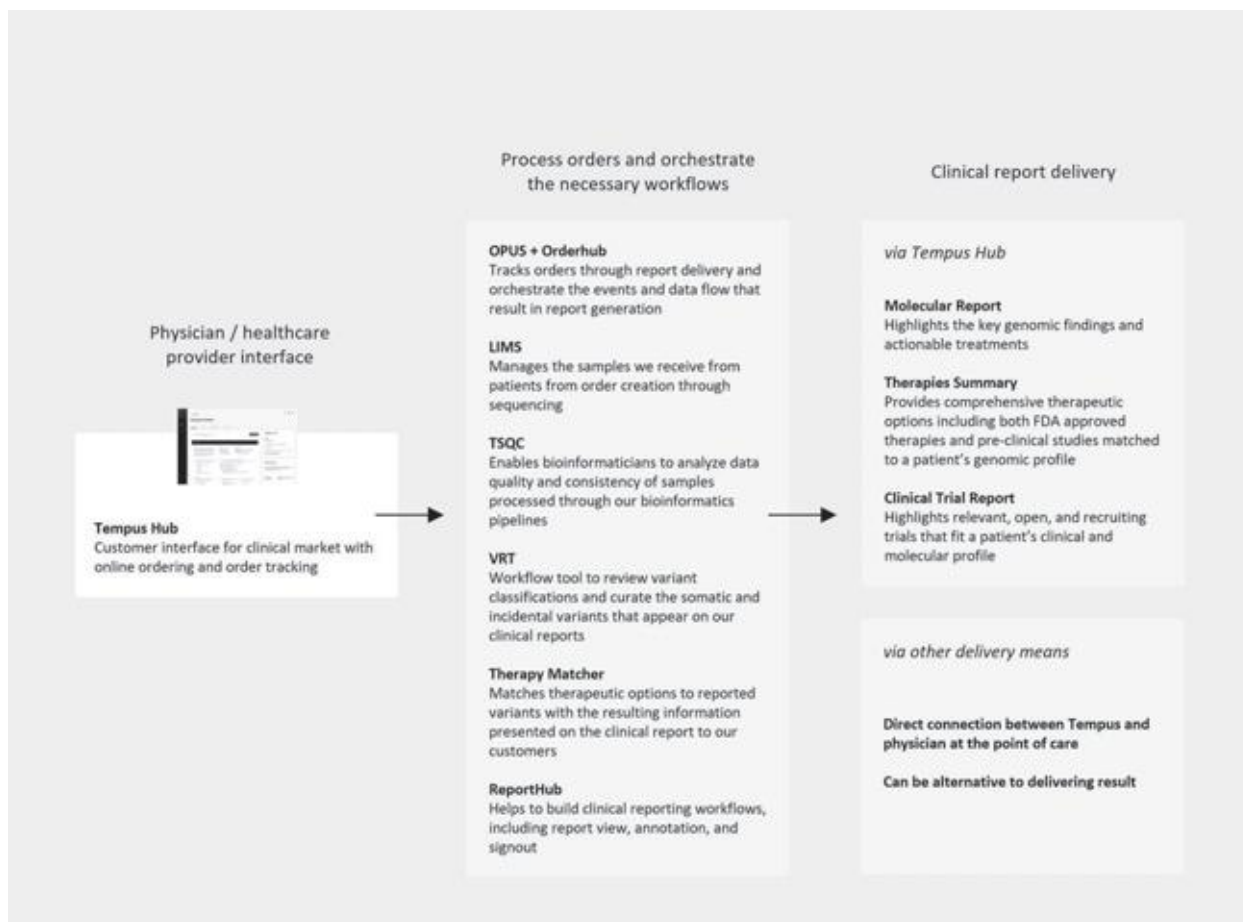 Physician / healthcare
provider interface
Tempus Hub
Customer interface for clinical market with
online ordering and order tracking
Process orders and orchestrate
the necessary workflows
OPUS + Orderhub
Tracks orders through report delivery and
orchestrate the events and data flow that
result in report generation
LIMS
Manages the samples we receive from
patients from order creation through
sequencing
TSQC
Enables bioinformaticians to analyze data
quality and consistency of samples
processed through our bioinformatics
pipelines
VRT
Workflow tool to review variant
classifications and curate the somatic and
incidental variants that appear on our
clinical reports
Therapy Matcher
Matches therapeutic options to reported
variants with the resulting information
presented on the clinical report to our
customers
ReportHub
Helps to build clinical reporting workflows,
including report view, annotation, and
signout
Clinical report delivery
via Tempus Hub
Molecular Report
Highlights the key genomic findings and
actionable treatments
Therapies Summary
Provides comprehensive therapeutic
options including both FDA approved
therapies and pre-clinical studies matched
to a patient's genomic profile
Clinical Trial Report
Highlights relevant, open, and recruiting
trials that fit a patient's clinical and
molecular profile
via other delivery means
Direct connection between Tempus and
physician at the point of care
Can be alternative to delivering result